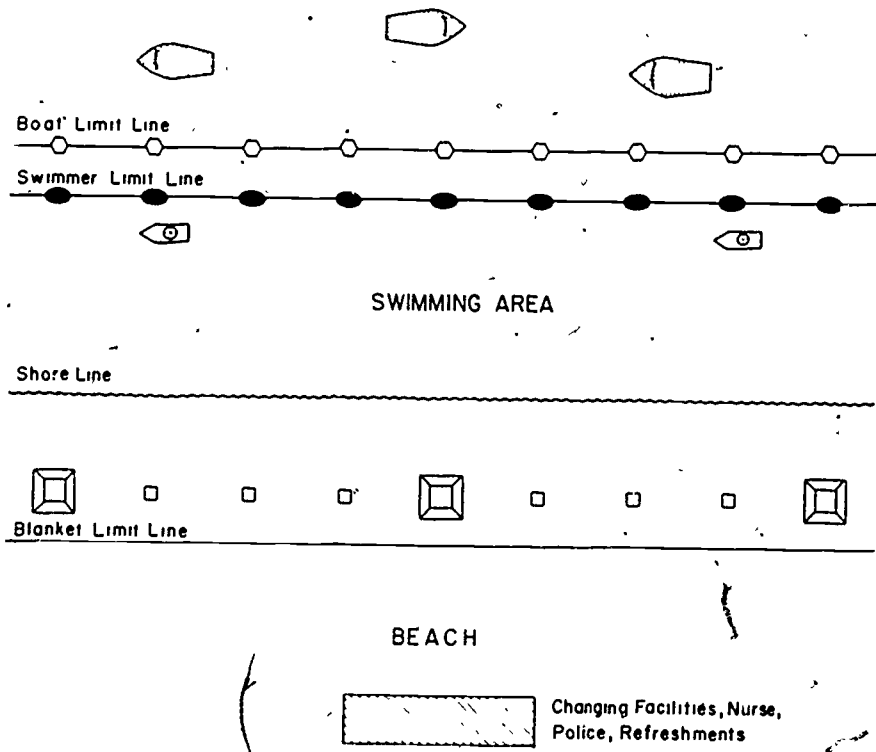 Boat' Limit Line
Swimmer Limit Line
SWIMMING AREA
Shore Line
Blanket Limit Line
BEACH
Changing Facilities, Nurse,
Police, Refreshments